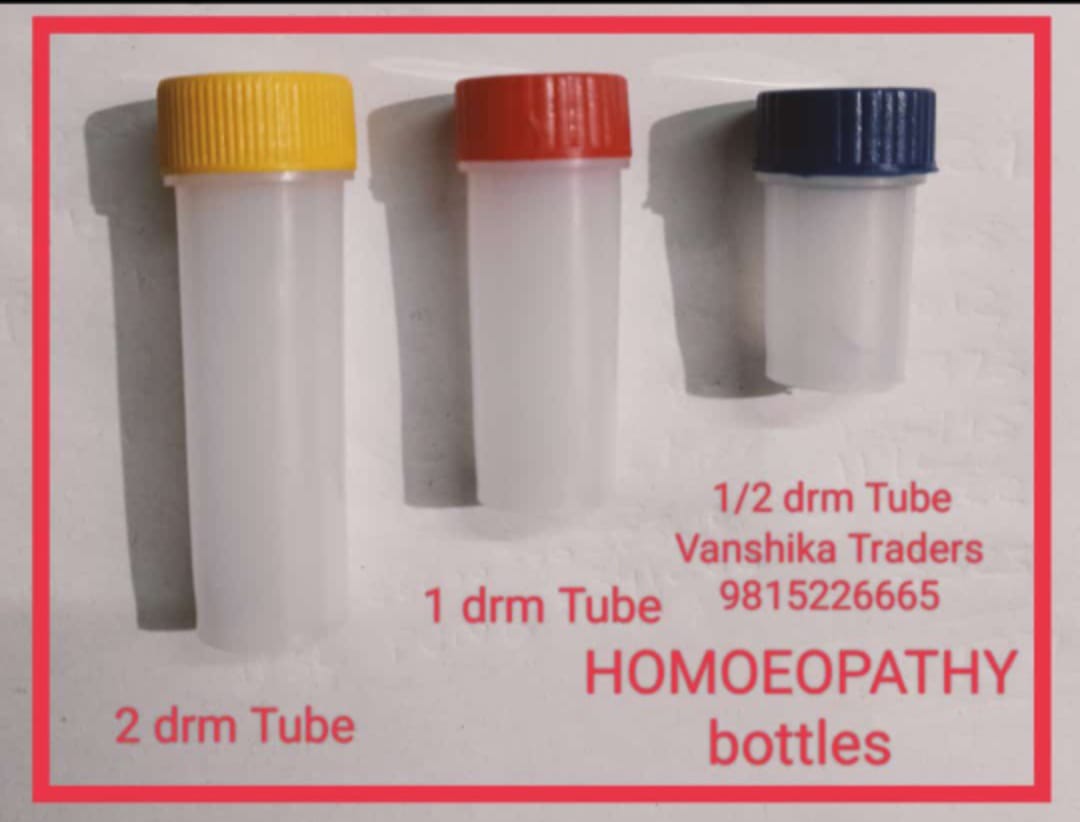 1/2 drm Tube
Vanshika Traders
9815226665
1 drm Tube
HOMOEOPATHY
bottles
2 drm Tube